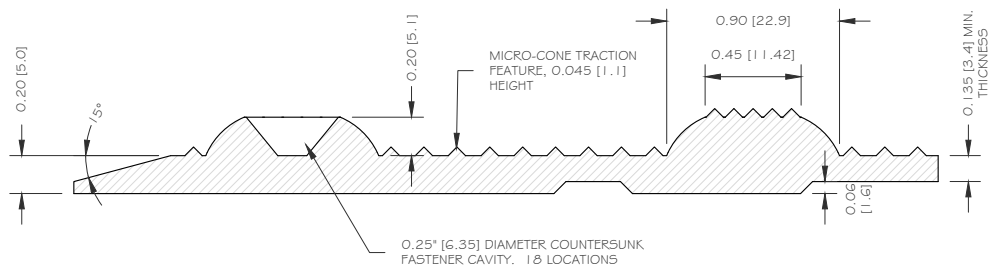 0.90 [22.9]
0.45 [11.42]
0.20 [5.0]
15°
0.20 [5.1]
MICRO-CONE TRACTION
FEATURE, 0.045 [1.1]
HEIGHT
0.135 [3.4] MIN.
THICKNESS
0.06
[1.6]
0.25" [6.35] DIAMETER COUNTERSUNK
FASTENER CAVITY. 18 LOCATIONS